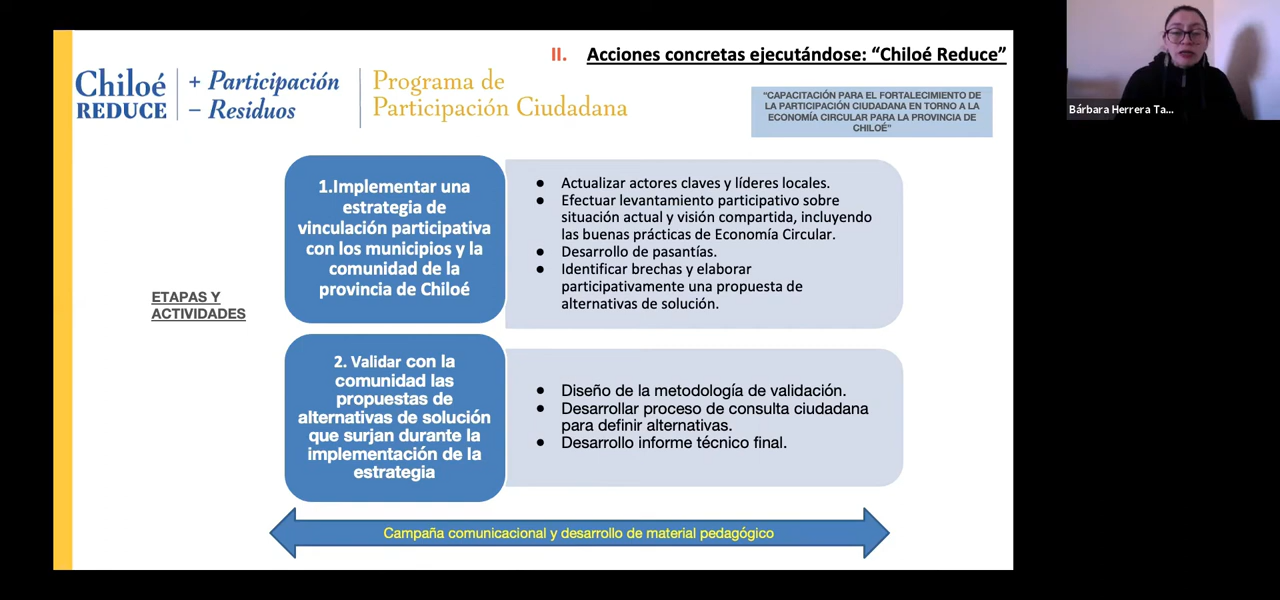 II. Acciones concretas ejecutándose: “Chiloé Reduce”
Chiloé
REDUCE
+ Participación
– Residuos
Programa de
Participación Ciudadana
“CAPACITACIÓN PARA EL FORTALECIMIENTO DE
LA PARTICIPACIÓN CIUDADANA EN TORNO A LA
ECONOMÍA CIRCULAR PARA LA PROVINCIA DE
CHILOÉ”
Bárbara Herrera Ta...
ETAPAS Y
ACTIVIDADES
1.Implementar una
estrategia de
vinculación participativa
con los municipios y la
comunidad de la
provincia de Chiloé
● Actualizar actores claves y líderes locales.
● Efectuar levantamiento participativo sobre
situación actual y visión compartida, incluyendo
las buenas prácticas de Economía Circular.
● Desarrollo de pasantías.
● Identificar brechas y elaborar
participativamente una propuesta de
alternativas de solución.
2. Validar con la
comunidad las
propuestas de
alternativas de solución
que surjan durante la
implementación de la
estrategia
● Diseño de la metodología de validación.
● Desarrollar proceso de consulta ciudadana
para definir alternativas.
● Desarrollo informe técnico final.
Campaña comunicacional y desarrollo de material pedagógico